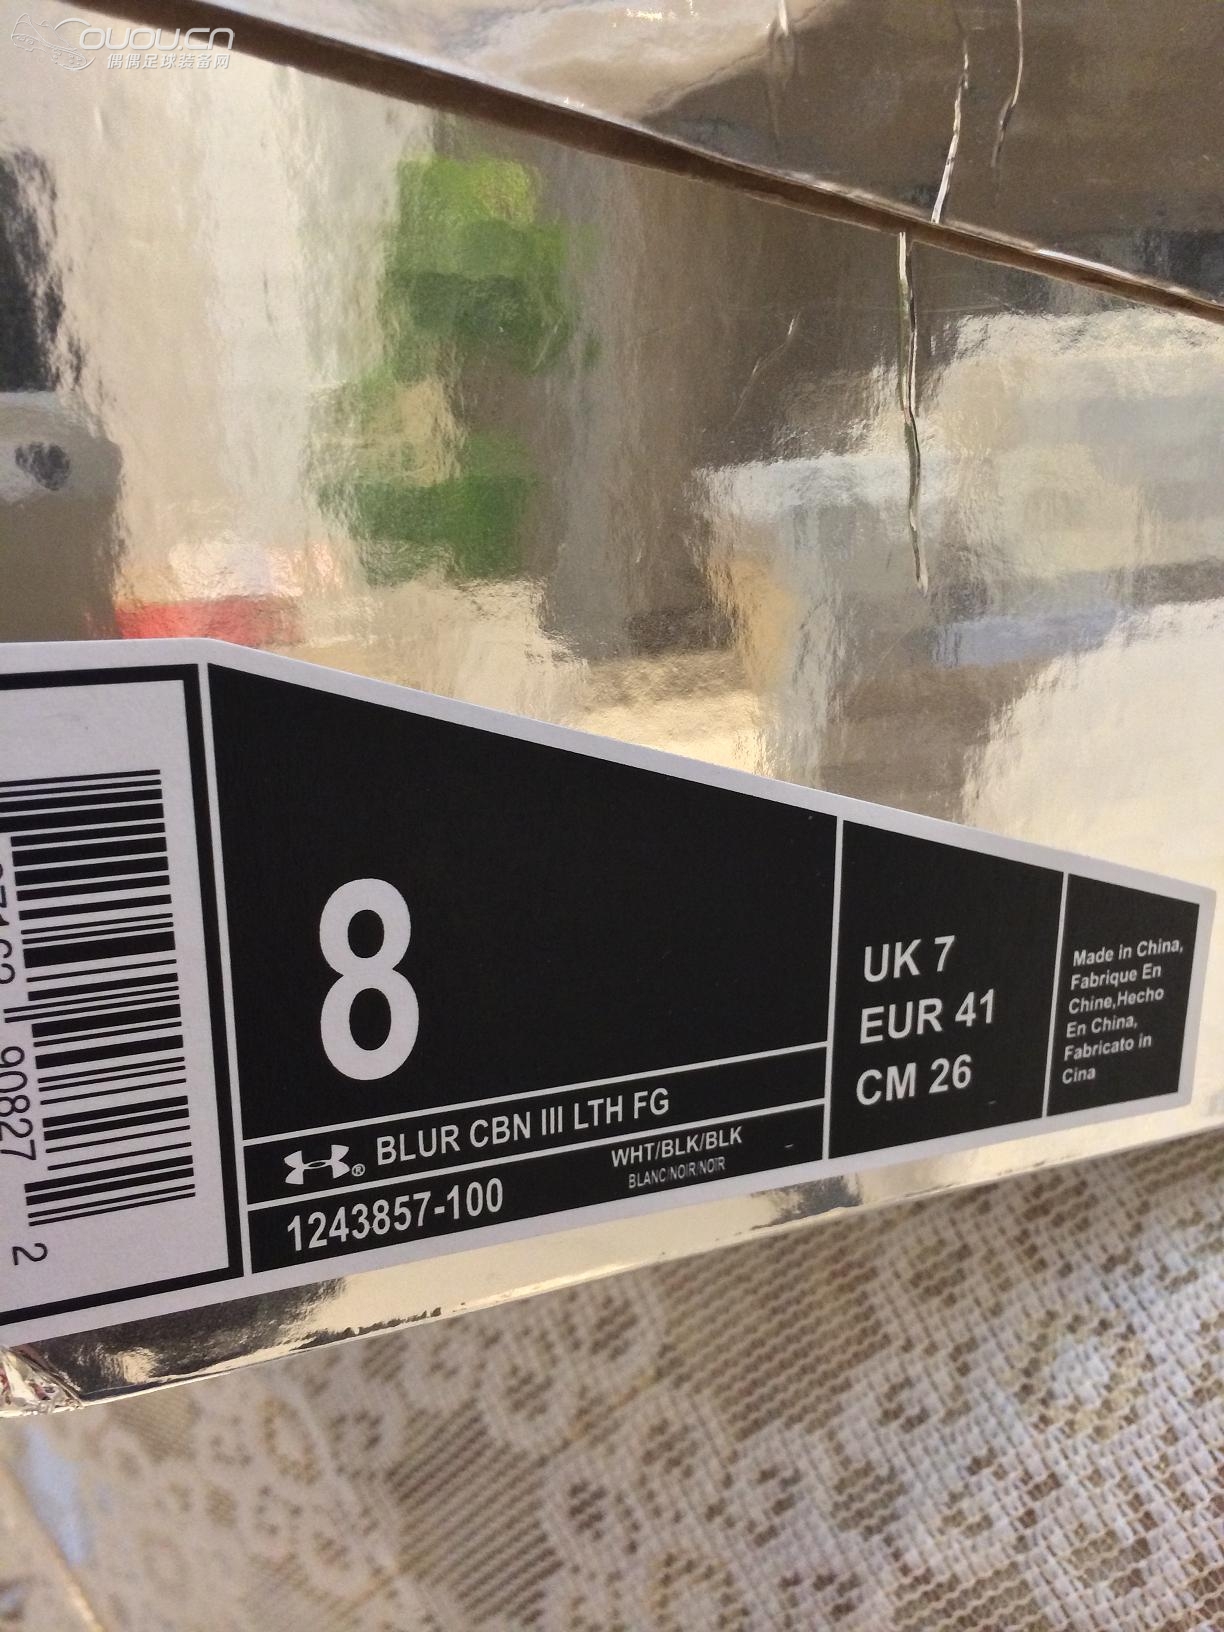 OUOU.CN
偶偶足球装备网
8
BLUR CBN III LTH FG
1243857-100
WHT/BLK/BLK
BLANC/NOIR/NOIR
UK 7
EUR 41
CM 26
Made in China,
Fabrique En
Chine,Hecho
En China,
Fabricato in
Cina
90827
2